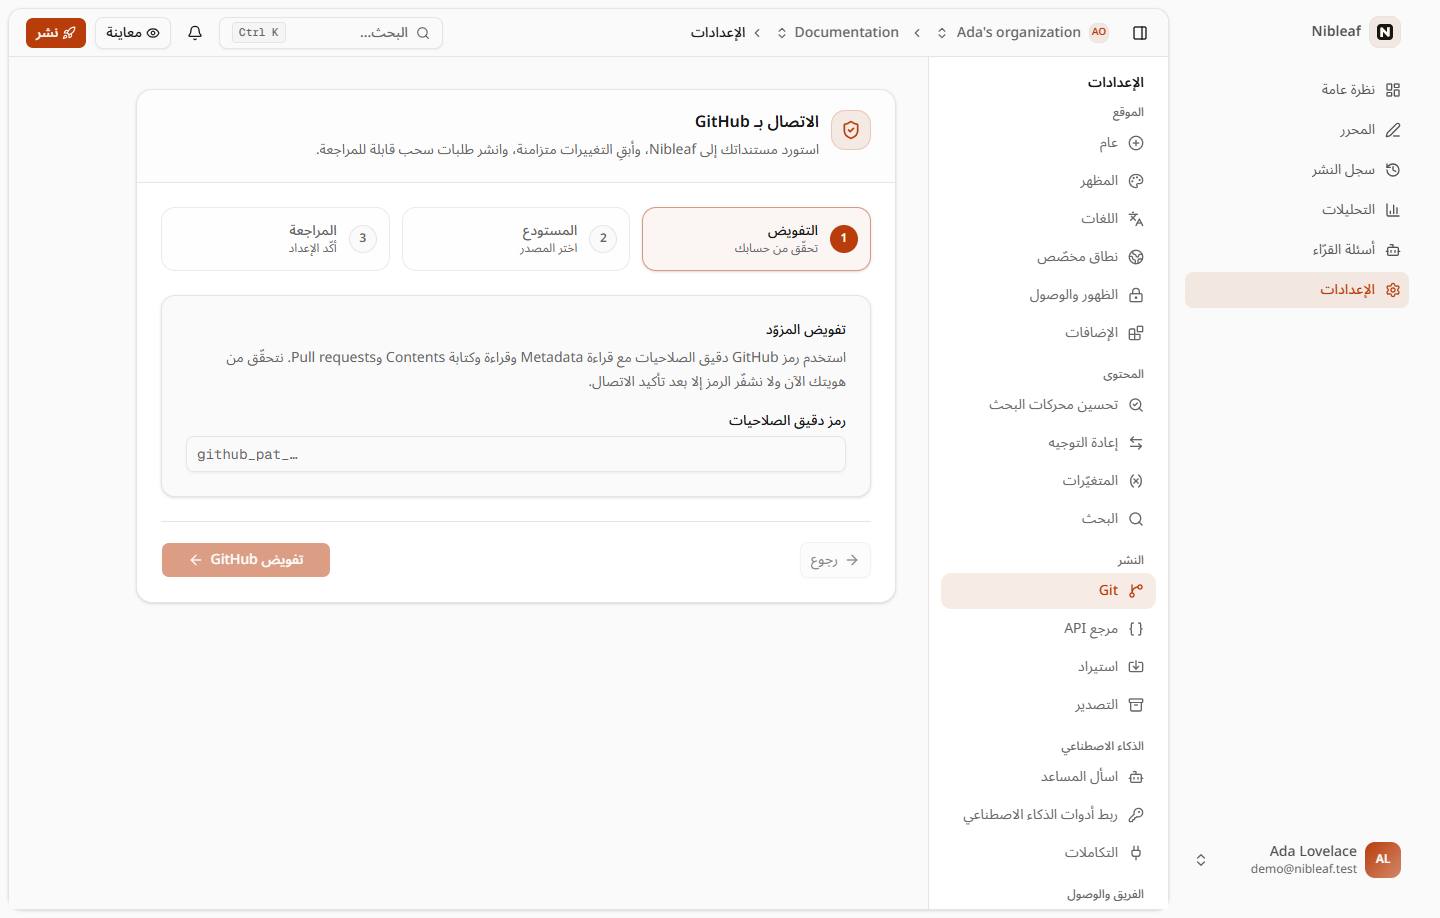 Nibleaf
نظرة عامة
المحرر
سجل النشر
التحليلات
أسئلة القرّاء
الإعدادات
Ada Lovelace
demo@nibleaf.test
AL
AO
Ada's organization
Documentation
الإعدادات
البحث...
Ctrl K
معاينة
نشر
الإعدادات
الموقع
عام
المظهر
اللغات
نطاق مخصّص
الظهور والوصول
الإضافات
المحتوى
تحسين محركات البحث
إعادة التوجيه
المتغيّرات
البحث
النشر
Git
مرجع API
استيراد
التصدير
الذكاء الاصطناعي
اسأل المساعد
ربط أدوات الذكاء الاصطناعي
التكاملات
الفريق والوصول
الاتصال بـ GitHub
استورد مستنداتك إلى Nibleaf، وأبقِ التغييرات متزامنة، وانشر طلبات سحب قابلة للمراجعة.
1
التفويض
تحقّق من حسابك
2
المستودع
اختر المصدر
3
المراجعة
أكّد الإعداد
تفويض المزوّد
استخدم رمز GitHub دقيق الصلاحيات مع قراءة Metadata وقراءة وكتابة Contents وPull requests. نتحقّق من
هويتك الآن ولا نشفّر الرمز إلا بعد تأكيد الاتصال.
رمز دقيق الصلاحيات
github_pat_…
رجوع
تفويض GitHub